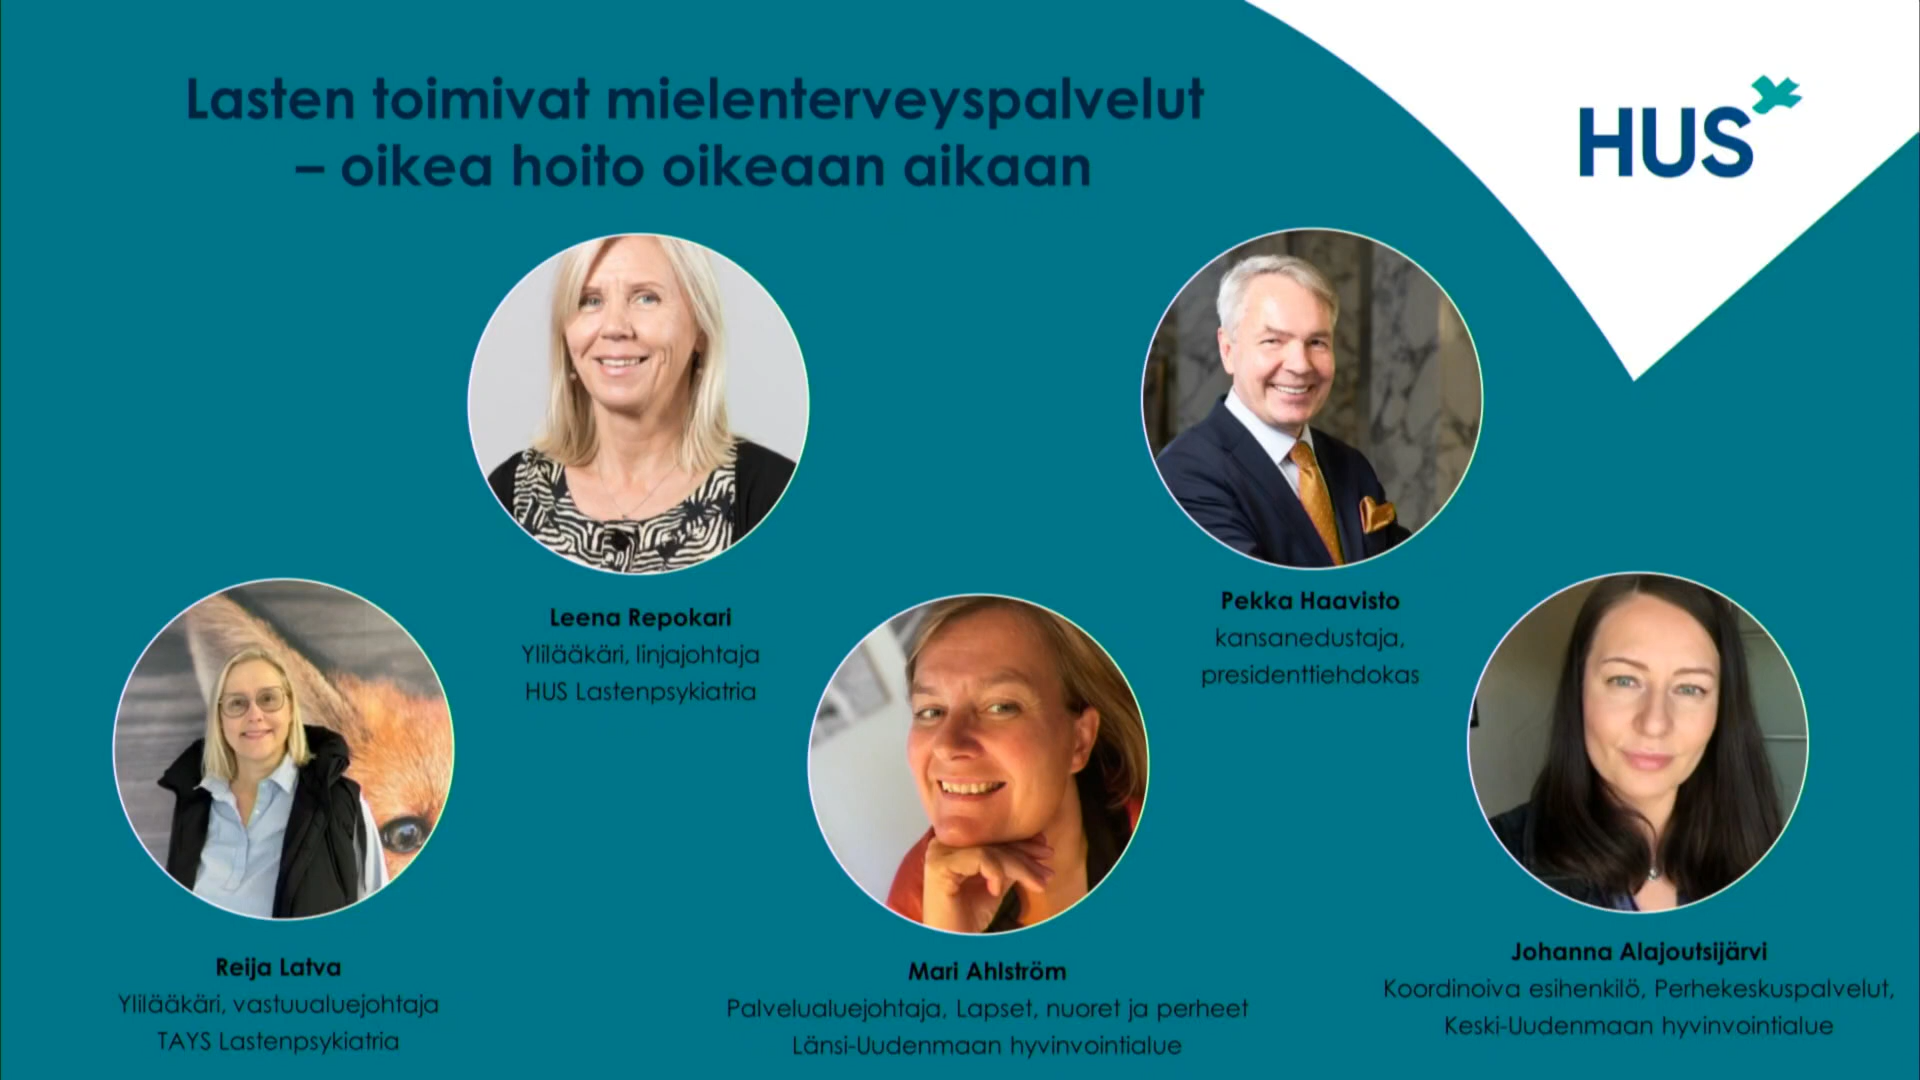 Lasten toimivat mielenterveyspalvelut
– oikea hoito oikeaan aikaan
HUS
Leena Repokari
Ylilääkäri, linjajohtaja
HUS Lastenpsykiatria
Pekka Haavisto
kansanedustaja,
presidenttiehdokas
Reija Latva
Ylilääkäri, vastuualuejohtaja
TAYS Lastenpsykiatria
Mari Ahlström
Palvelualuejohtaja, Lapset, nuoret ja perheet
Länsi-Uudenmaan hyvinvointialue
Johanna Alajoutsijärvi
Koordinoiva esihenkilö, Perhekeskuspalvelut,
Keski-Uudenmaan hyvinvointialue